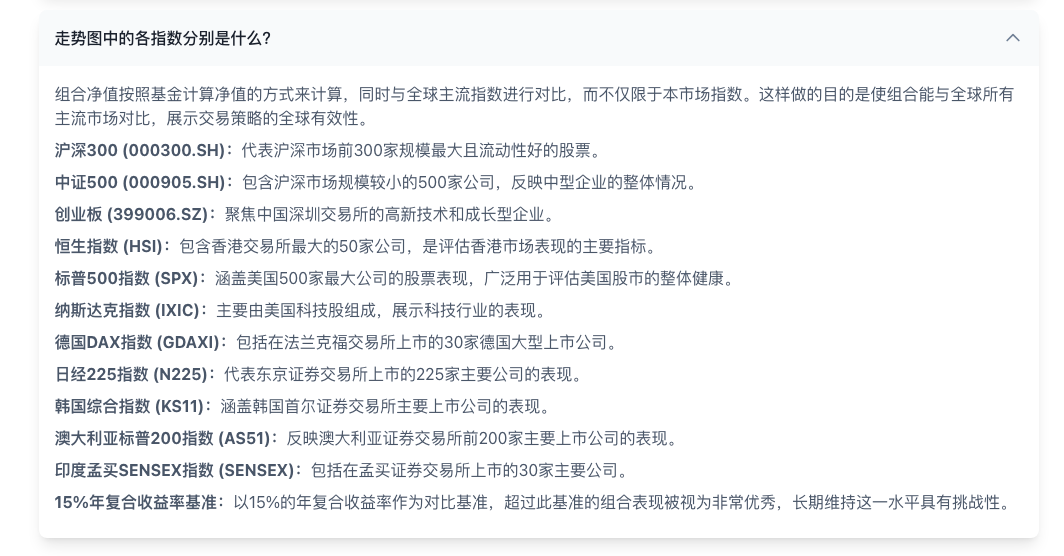 走势图中的各指数分别是什么?
组合净值按照基金计算净值的方式来计算，同时与全球主流指数进行对比，而不仅限于本市场指数。这样做的目的是使组合能与全球所有
主流市场对比，展示交易策略的全球有效性。
沪深300 (000300.SH)：代表沪深市场前300家规模最大且流动性好的股票。
中证500 (000905.SH)：包含沪深市场规模较小的500家公司，反映中型企业的整体情况。
创业板 (399006.SZ)：聚焦中国深圳交易所的高新技术和成长型企业。
恒生指数 (HSI)：包含香港交易所最大的50家公司，是评估香港市场表现的主要指标。
标普500指数 (SPX)：涵盖美国500家最大公司的股票表现，广泛用于评估美国股市的整体健康。
纳斯达克指数 (IXIC)：主要由美国科技股组成，展示科技行业的表现。
德国DAX指数 (GDAXI)：包括在法兰克福交易所上市的30家德国大型上市公司。
日经225指数 (N225)：代表东京证券交易所上市的225家主要公司的表现。
韩国综合指数 (KS11)：涵盖韩国首尔证券交易所主要上市公司的表现。
澳大利亚标普200指数 (AS51)：反映澳大利亚证券交易所前200家主要上市公司的表现。
印度孟买SENSEX指数 (SENSEX)：包括在孟买证券交易所上市的30家主要公司。
15%年复合收益率基准：以15%的年复合收益率作为对比基准，超过此基准的组合表现被视为非常优秀，长期维持这一水平具有挑战性。